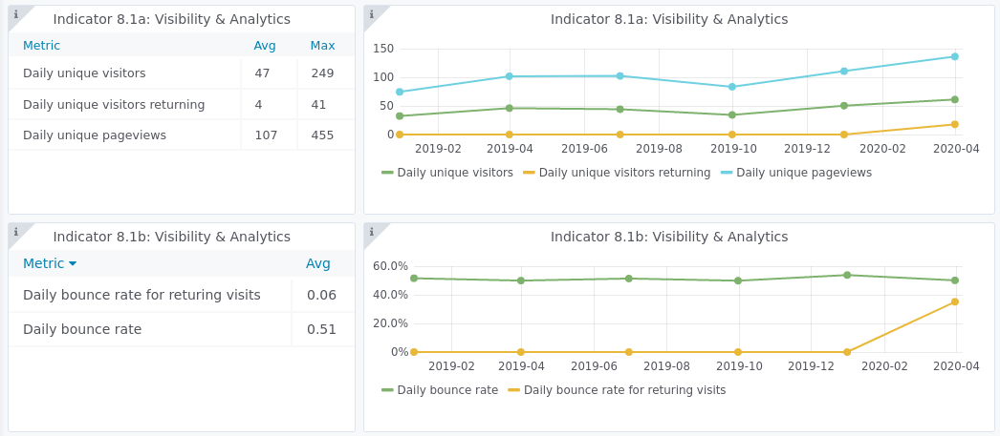 Indicator 8.1a: Visibility & Analytics
Metric Avg Max
Daily unique visitors 47 249
Daily unique visitors returning 4 41
Daily unique pageviews 107 455
Indicator 8.1a: Visibility & Analytics
150
100
50
0
2019-02 2019-04 2019-06 2019-08 2019-10 2019-12 2020-02 2020-04
Daily unique visitors Daily unique visitors returning Daily unique pageviews
Indicator 8.1b: Visibility & Analytics
Metric Avg
Daily bounce rate for returing visits 0.06
Daily bounce rate 0.51
Indicator 8.1b: Visibility & Analytics
60.0%
40.0%
20.0%
0%
2019-02 2019-04 2019-06 2019-08 2019-10 2019-12 2020-02 2020-04
Daily bounce rate Daily bounce rate for returing visits